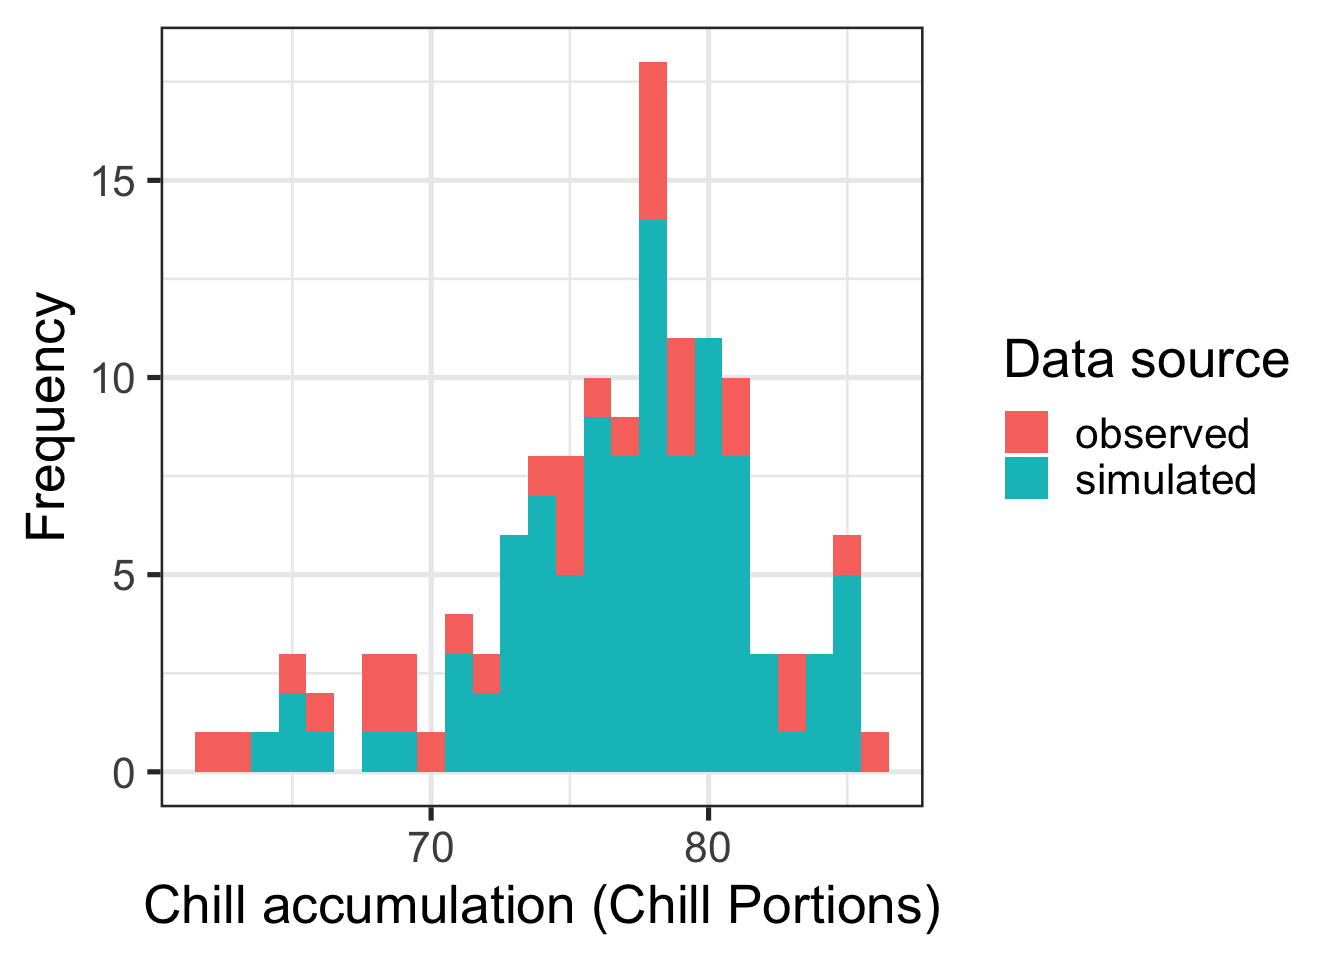 Frequency
15
10
5
0
70
80
Chill accumulation (Chill Portions)
Data source
observed
simulated